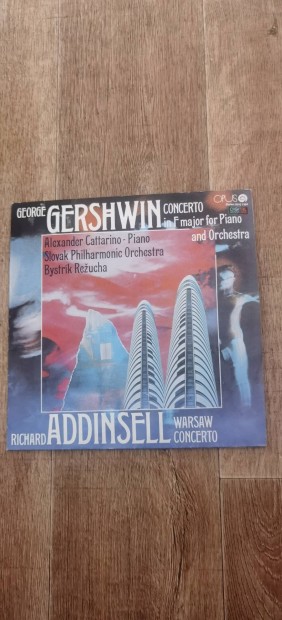 GEORGE GERSHWIN CONCERTO
in F major for Piano
and Orchestra
OPUS
Alexander Cattarino - Piano
Slovak Philharmonic Orchestra
Bystrík Režucha
RICHARD ADDINSELL WARSAW
CONCERTO